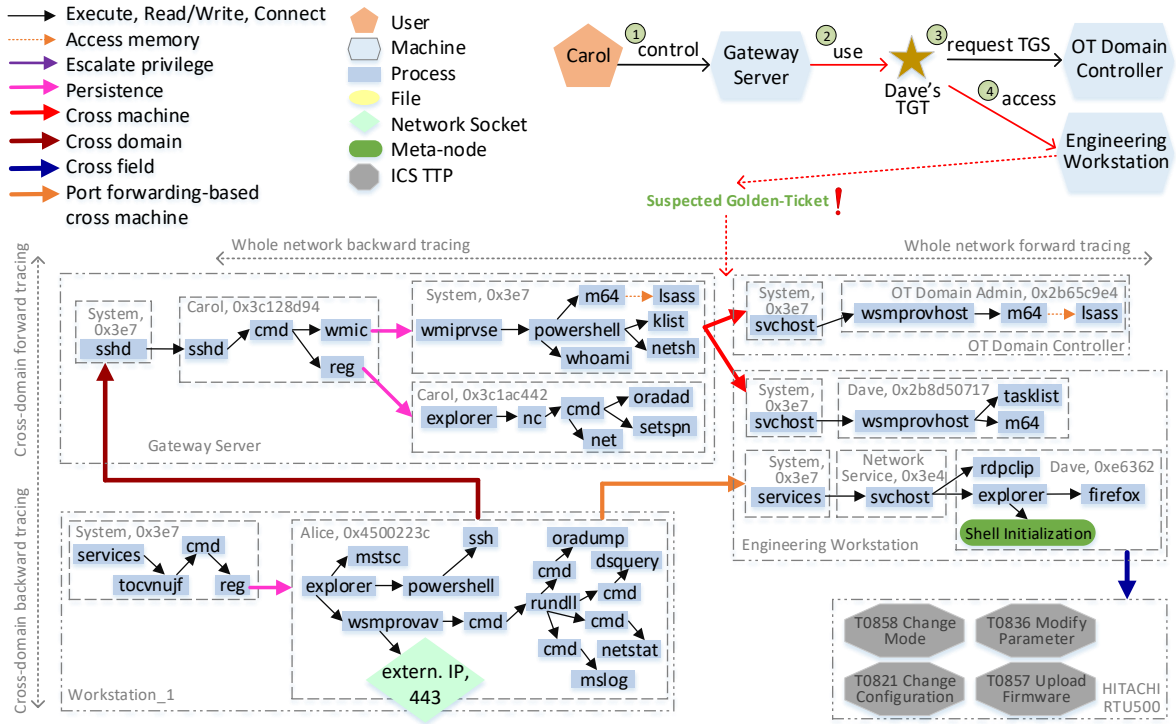 Execute, Read/Write, Connect
Access memory
Escalate privilege
Persistence
Cross machine
Cross domain
Cross field
Port forwarding-based
cross machine
User
Machine
Process
File
Network Socket
Meta-node
ICS TTP
Carol
1
control
Gateway
Server
2
use
Dave's
TGT
3
request TGS
OT Domain
Controller
4
access
Engineering
Workstation
Suspected Golden-Ticket !
Whole network backward tracing
Whole network forward tracing
Cross-domain forward tracing
Cross-domain backward tracing
System,
0x3e7
sshd
Carol, 0x3c128d94
sshd
cmd
wmic
reg
System, 0x3e7
wmiprvse
powershell
m64
lsass
klist
netsh
whoami
Carol, 0x3c1ac442
explorer
nc
cmd
oradad
net
setspn
Gateway Server
System,
0x3e7
svchost
OT Domain Admin, 0x2b65c9e4
wsmprovhost
m64
lsass
OT Domain Controller
System,
0x3e7
svchost
Dave, 0x2b8d50717
wsmprovhost
tasklist
m64
System,
0x3e7
services
Network
Service, 0x3e4
svchost
Dave, 0xe6362
rdpclip
explorer
firefox
Shell Initialization
Engineering Workstation
System, 0x3e7
services
tocvnujf
cmd
reg
Alice, 0x4500223c
mstsc
explorer
powershell
ssh
wsmprovav
cmd
rundll
oradump
cmd
dsquery
cmd
cmd
netstat
cmd
mslog
extern. IP,
443
Workstation_1
T0858 Change
Mode
T0836 Modify
Parameter
T0821 Change
Configuration
T0857 Upload
Firmware
HITACHI
RTU500